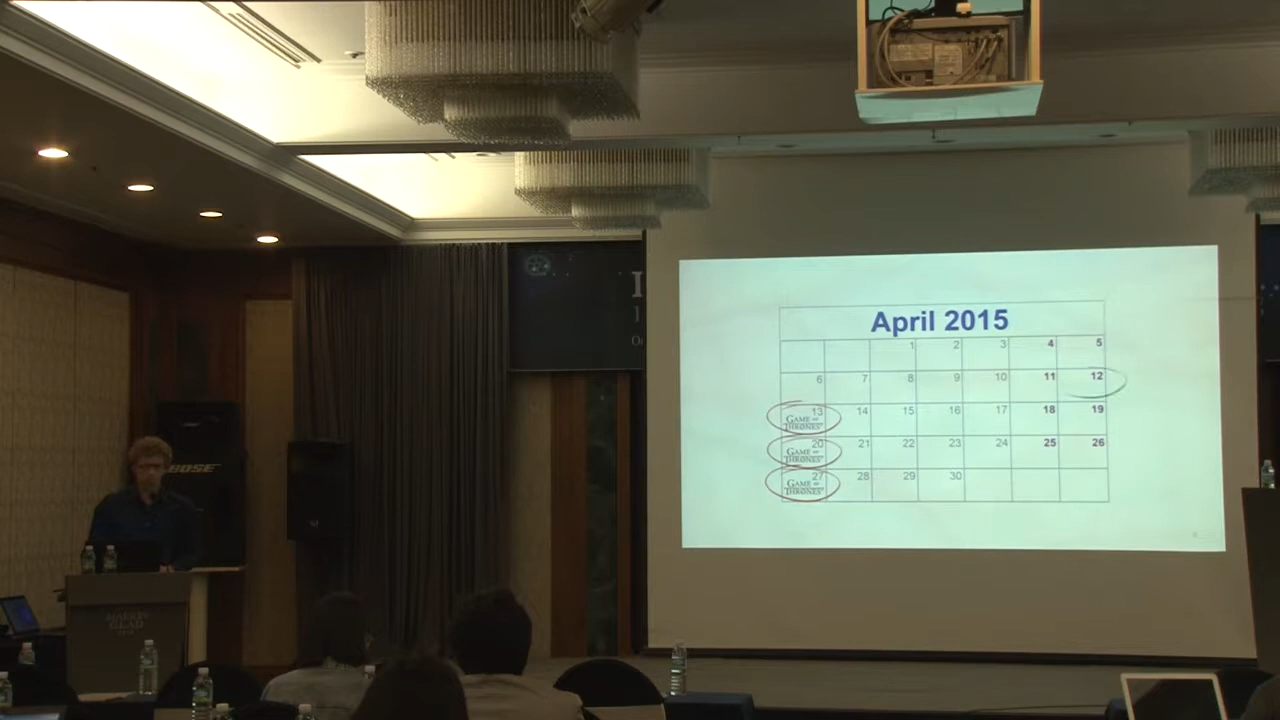 April 2015
1 2 3 4 5
6 7 8 9 10 11 12
13 14 15 16 17 18 19
GAME OF
THRONES
20 21 22 23 24 25 26
GAME OF
THRONES
27 28 29 30
GAME OF
THRONES
BOSE
GLAD